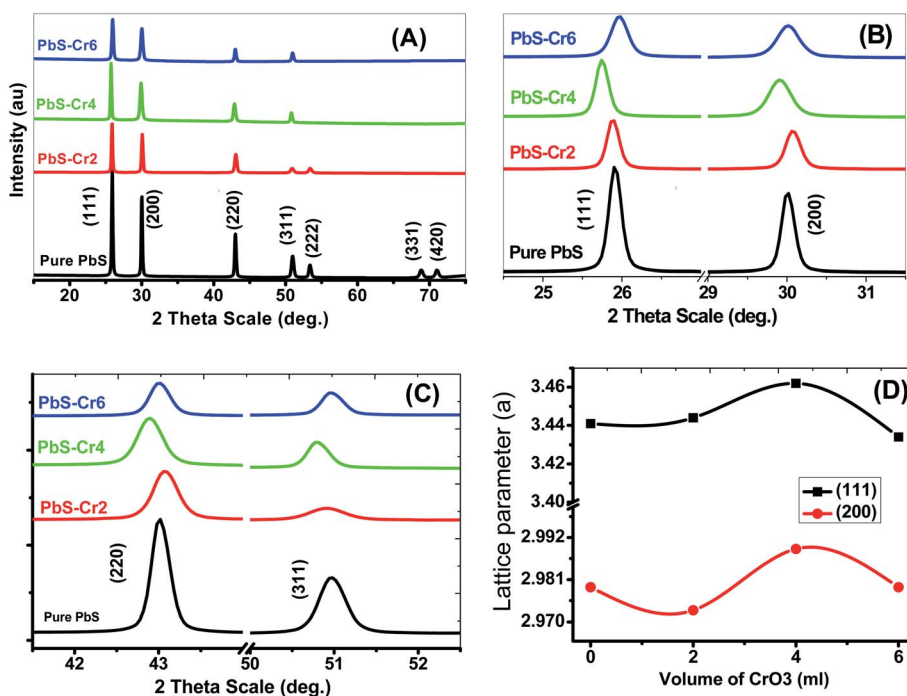 (A)
PbS-Cr6
PbS-Cr4
PbS-Cr2
Pure PbS
(111)
(200)
(220)
(311)
(222)
(331)
(420)
Intensity (au)
20 30 40 50 60 70
2 Theta Scale (deg.)
(B)
PbS-Cr6
PbS-Cr4
PbS-Cr2
Pure PbS
(111)
(200)
25 26 29 30 31
2 Theta Scale (deg.)
(C)
PbS-Cr6
PbS-Cr4
PbS-Cr2
Pure PbS
(220)
(311)
42 43 50 51 52
2 Theta Scale (deg.)
(D)
Lattice parameter (a)
3.46
3.44
3.42
3.40
2.992
2.981
2.970
(111)
(200)
0 2 4 6
Volume of CrO3 (ml)